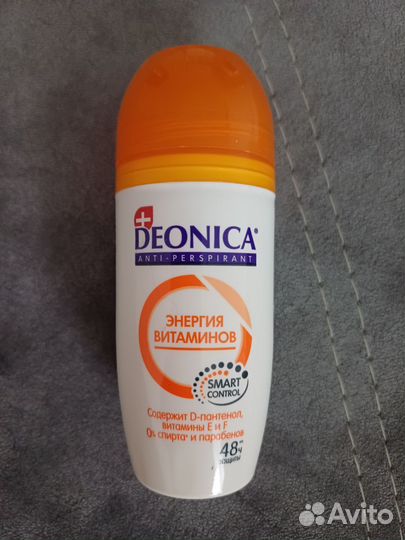 DEONICA®
ANTI-PERSPIRANT
ЭНЕРГИЯ
ВИТАМИНОВ
SMART
CONTROL
Содержит D-пантенол,
витамины Е и F
0% спирта* и парабенов
48ч
защиты
Avito